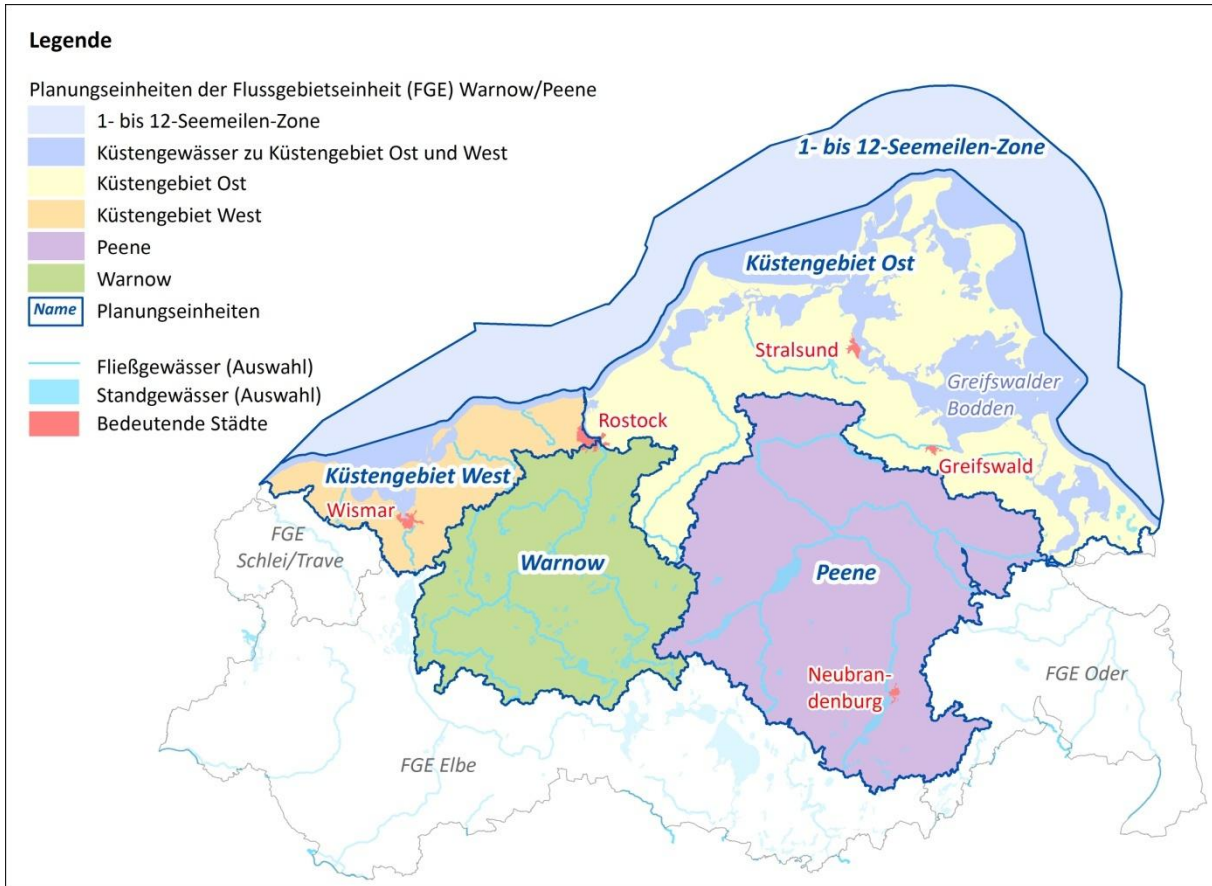 Legende
Planungseinheiten der Flussgebietseinheit (FGE) Warnow/Peene
1- bis 12-Seemeilen-Zone
Küstengewässer zu Küstengebiet Ost und West
Küstengebiet Ost
Küstengebiet West
Peene
Warnow
Name Planungseinheiten
Fließgewässer (Auswahl)
Standgewässer (Auswahl)
Bedeutende Städte
1- bis 12-Seemeilen-Zone
Küstengebiet Ost
Stralsund
Greifswalder
Bodden
Rostock
Greifswald
Küstengebiet West
Wismar
FGE
Schlei/Trave
Warnow
Peene
Neubran-
denburg
FGE Oder
FGE Elbe